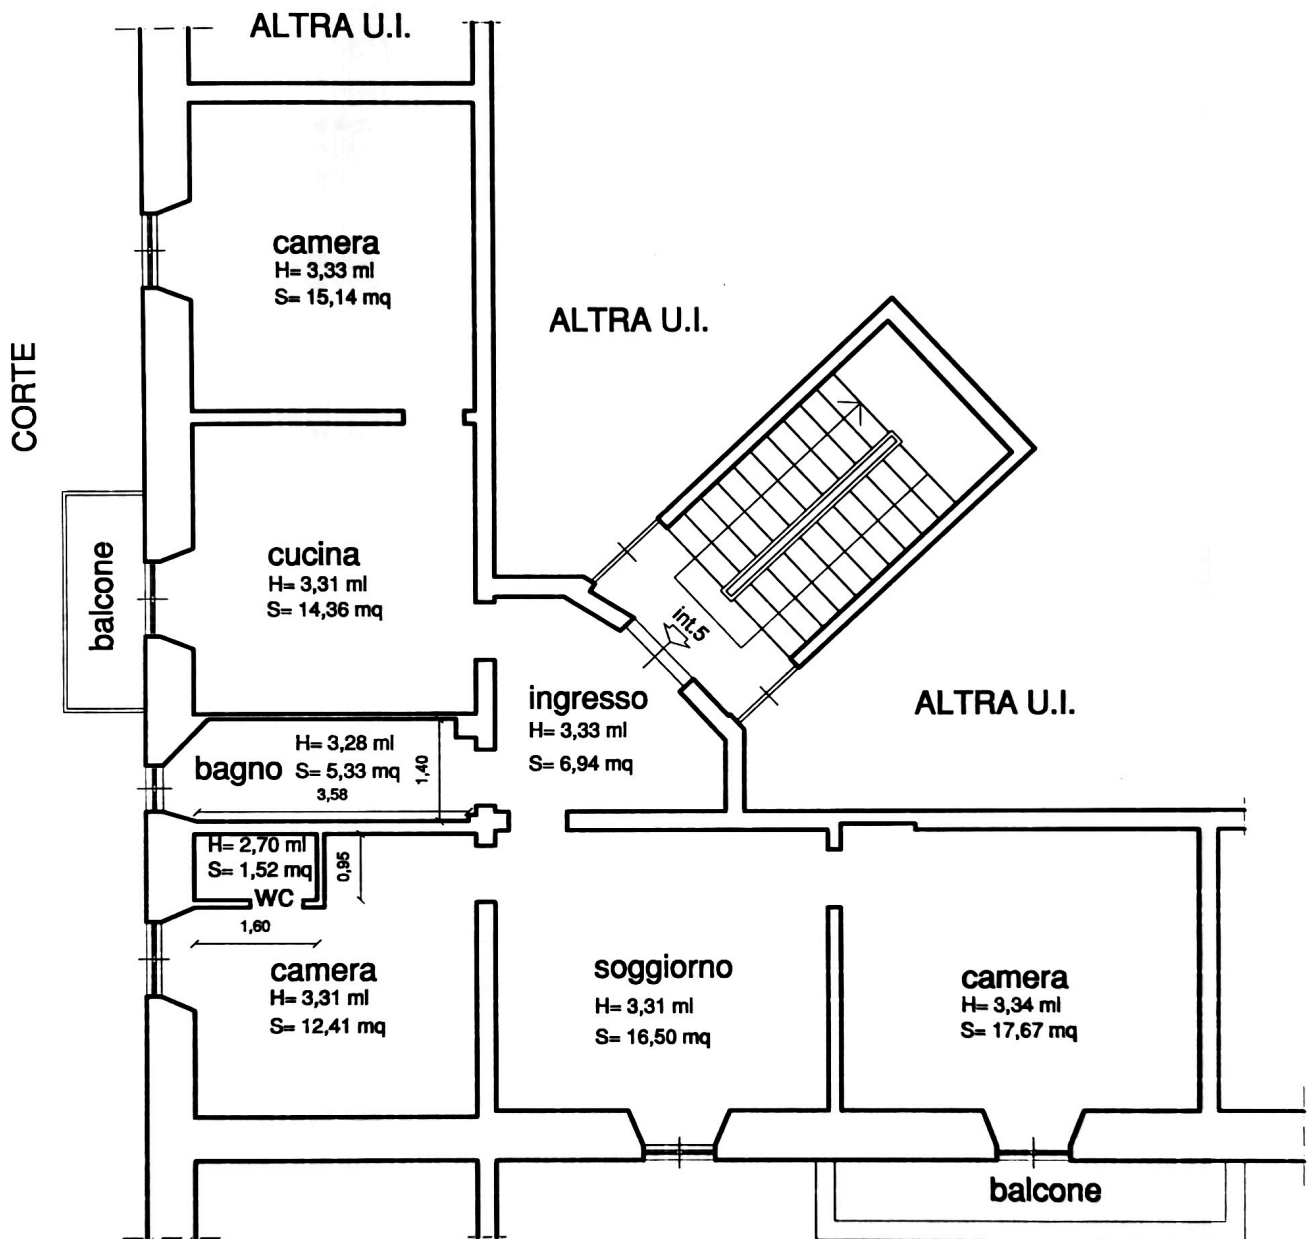 ALTRA U.I.
camera
H= 3,33 ml
S= 15,14 mq
CORTE
ALTRA U.I.
balcone
cucina
H= 3,31 ml
S= 14,36 mq
int.5
ingresso
H= 3,33 ml
S= 6,94 mq
ALTRA U.I.
bagno
H= 3,28 ml
S= 5,33 mq
3,58
1,40
H= 2,70 ml
S= 1,52 mq
WC
0,95
1,60
camera
H= 3,31 ml
S= 12,41 mq
soggiorno
H= 3,31 ml
S= 16,50 mq
camera
H= 3,34 ml
S= 17,67 mq
balcone